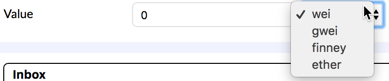 Value 0 ✓ wei
gwei
finney
ether
Inbox